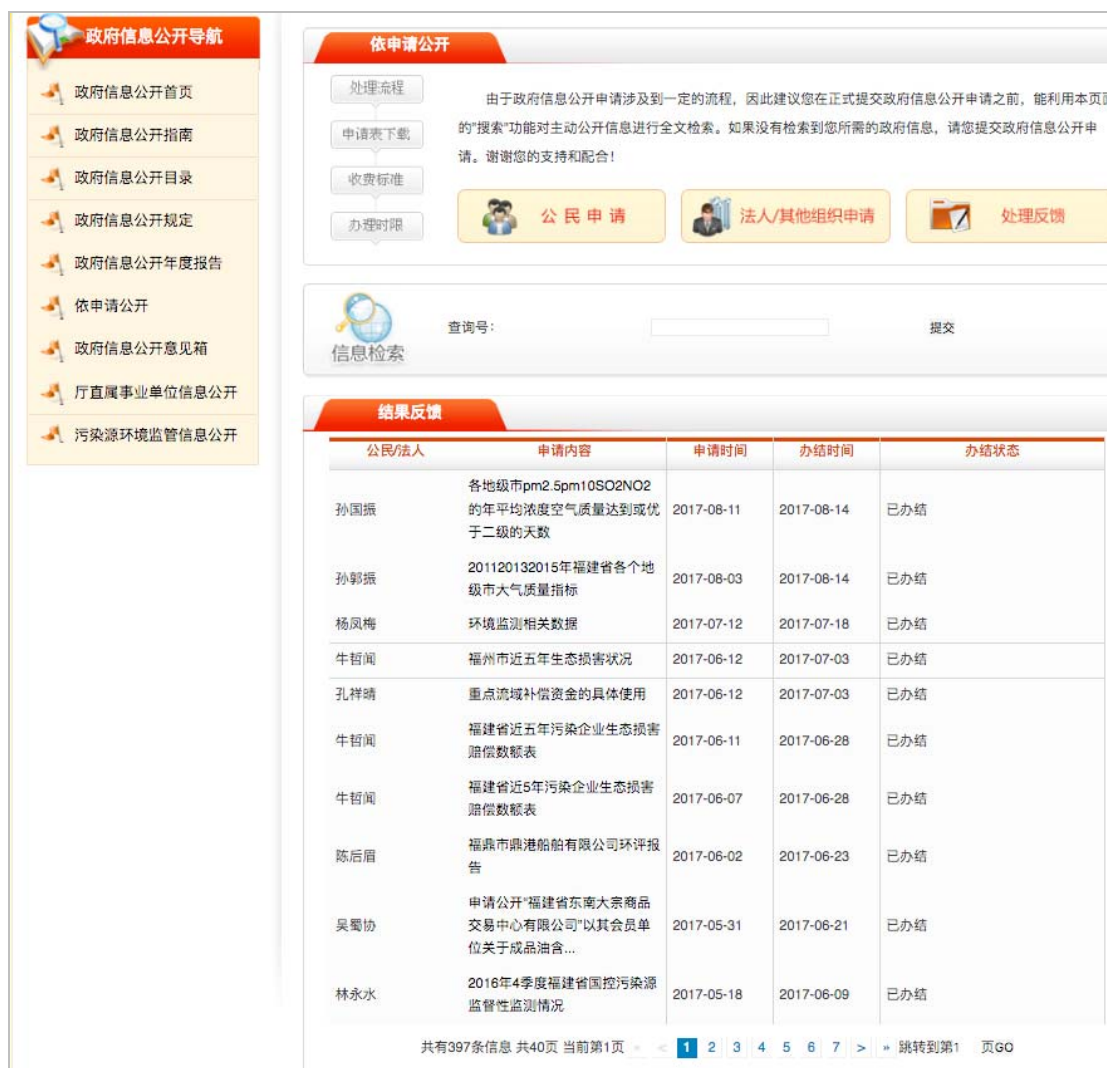 政府信息公开导航
政府信息公开首页
政府信息公开指南
政府信息公开目录
政府信息公开规定
政府信息公开年度报告
依申请公开
政府信息公开意见箱
厅直属事业单位信息公开
污染源环境监管信息公开
依申请公开
处理流程
申请表下载
收费标准
办理时限
由于政府信息公开申请涉及到一定的流程，因此建议您在正式提交政府信息公开申请之前，能利用本页面
的"搜索"功能对主动公开信息进行全文检索。如果没有检索到您所需的政府信息，请您提交政府信息公开申
请。谢谢您的支持和配合！
公民申请
法人/其他组织申请
处理反馈
信息检索
查询号：
提交
结果反馈
公民/法人 申请内容 申请时间 办结时间 办结状态
各地级市pm2.5pm10SO2NO2
孙国振 的年平均浓度空气质量达到或优 2017-08-11 2017-08-14 已办结
于二级的天数
201120132015年福建省各个地
孙郭振 2017-08-03 2017-08-14 已办结
级市大气质量指标
杨凤梅 环境监测相关数据 2017-07-12 2017-07-18 已办结
牛哲闻 福州市近五年生态损害状况 2017-06-12 2017-07-03 已办结
孔祥晴 重点流域补偿资金的具体使用 2017-06-12 2017-07-03 已办结
福建省近五年污染企业生态损害
牛哲闻 2017-06-11 2017-06-28 已办结
赔偿数额表
福建省近5年污染企业生态损害
牛哲闻 2017-06-07 2017-06-28 已办结
赔偿数额表
福鼎市鼎港船舶有限公司环评报
陈后眉 2017-06-02 2017-06-23 已办结
告
申请公开"福建省东南大宗商品
吴蜀协 交易中心有限公司"以其会员单 2017-05-31 2017-06-21 已办结
位关于成品油含...
2016年4季度福建省国控污染源
林永水 2017-05-18 2017-06-09 已办结
监督性监测情况
共有397条信息 共40页 当前第1页 « < 1 2 3 4 5 6 7 > » 跳转到第1 页GO